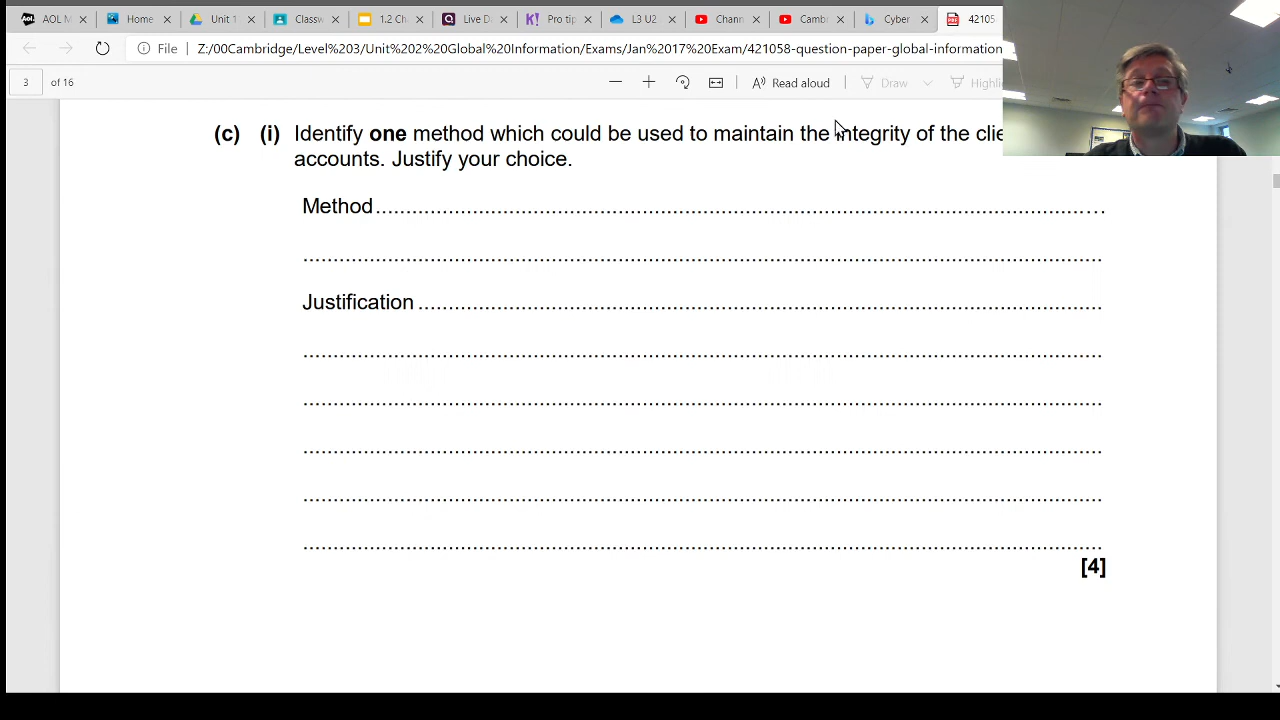 AOL M
Home
Unit 1
Classw
1.2 Ch
Live D
Pro tip
L3 U2
Chann
Camb
Cyber
42105
File
Z:/00Cambridge/Level%203/Unit%202%20Global%20Information/Exams/Jan%2017%20Exan/421058-question-paper-global-information
3 of 16
Read aloud
Draw
Highli
(c) (i) Identify one method which could be used to maintain the integrity of the clie
accounts. Justify your choice.
Method
Justification
[4]